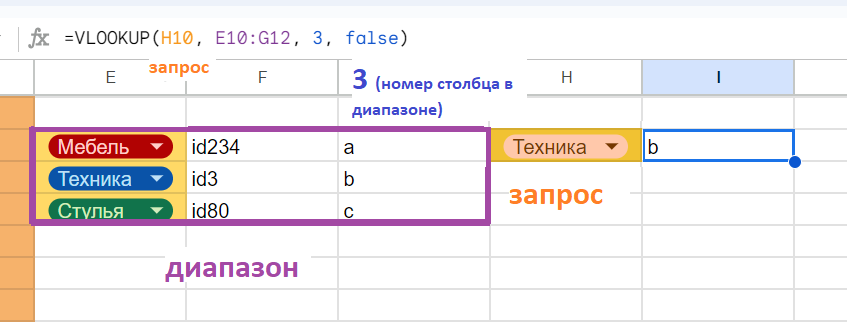 fx =VLOOKUP(H10, E10:G12, 3, false)
запрос
E F H I
3 (номер столбца в
диапазоне)
Мебель id234 a Техника b
Техника id3 b
запрос
Стулья id80 c
диапазон